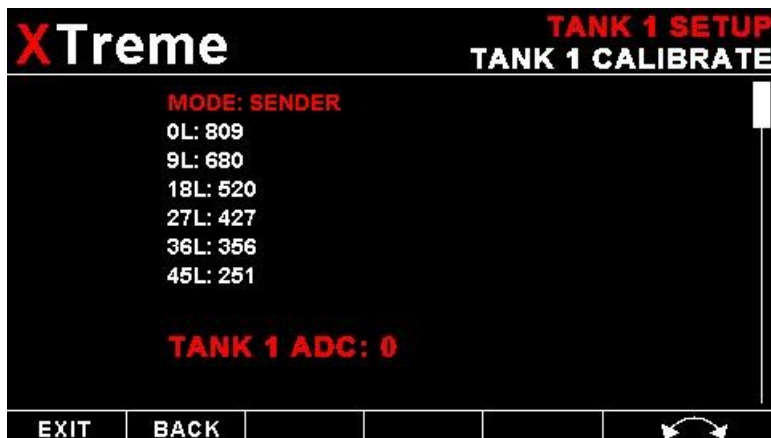 XTreme
TANK 1 SETUP
TANK 1 CALIBRATE
MODE: SENDER
0L: 809
9L: 680
18L: 520
27L: 427
36L: 356
45L: 251
TANK 1 ADC: 0
EXIT BACK